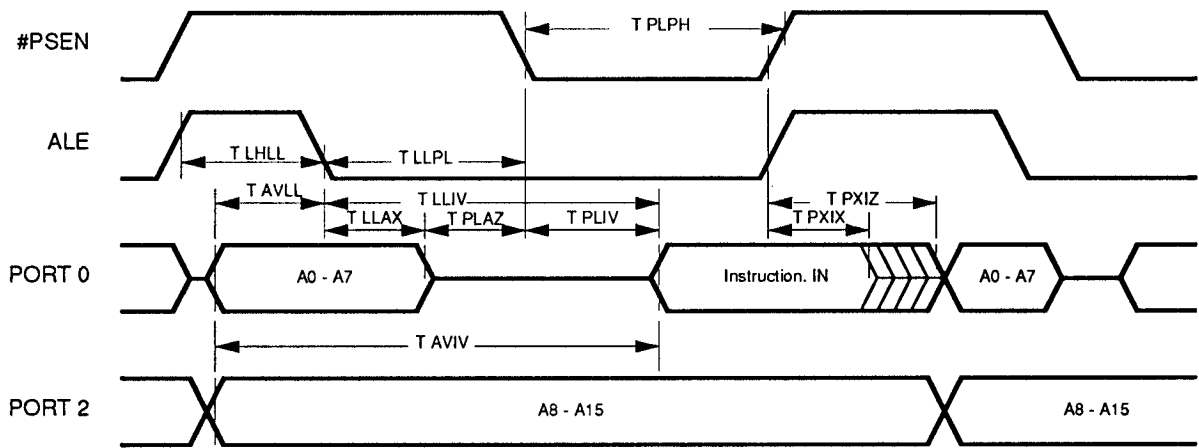 #PSEN
T PLPH
ALE
T LHLL
T LLPL
T AVLL
T LLIV
T PXIZ
T LLAX
T PLAZ
T PLIV
T PXIX
PORT 0
A0 - A7
Instruction. IN
A0 - A7
T AVIV
PORT 2
A8 - A15
A8 - A15